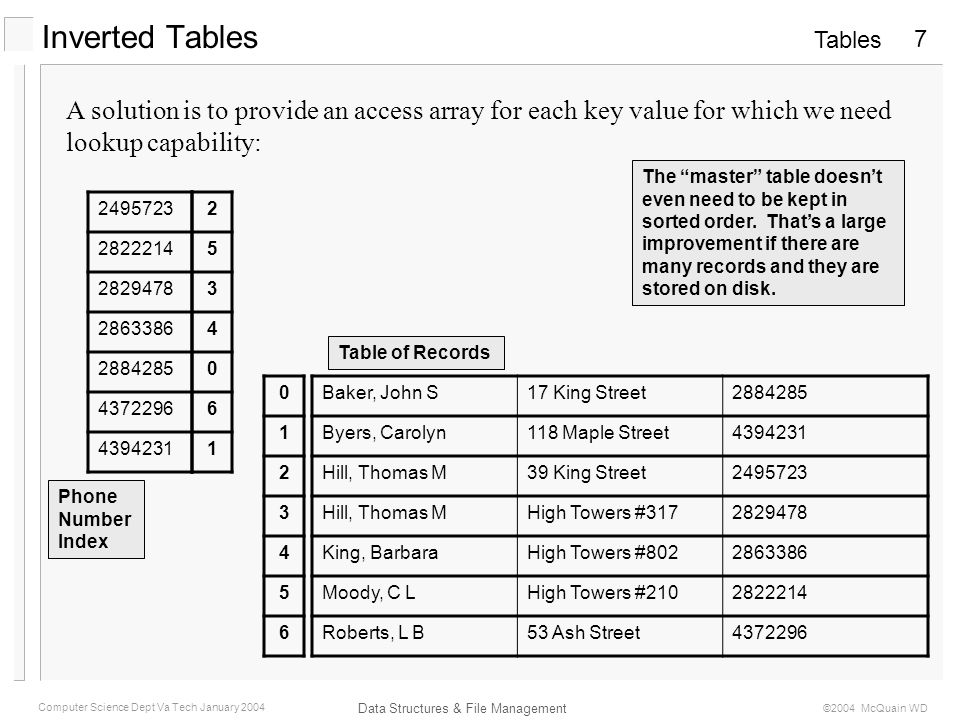 Inverted Tables
Tables 7
A solution is to provide an access array for each key value for which we need
lookup capability:
The “master” table doesn’t
even need to be kept in
sorted order. That’s a large
improvement if there are
many records and they are
stored on disk.
2495723 2
2822214 5
2829478 3
2863386 4
2884285 0
4372296 6
4394231 1
Phone
Number
Index
Table of Records
0 Baker, John S 17 King Street 2884285
1 Byers, Carolyn 118 Maple Street 4394231
2 Hill, Thomas M 39 King Street 2495723
3 Hill, Thomas M High Towers #317 2829478
4 King, Barbara High Towers #802 2863386
5 Moody, C L High Towers #210 2822214
6 Roberts, L B 53 Ash Street 4372296
Computer Science Dept Va Tech January 2004
Data Structures & File Management
©2004 McQuain WD